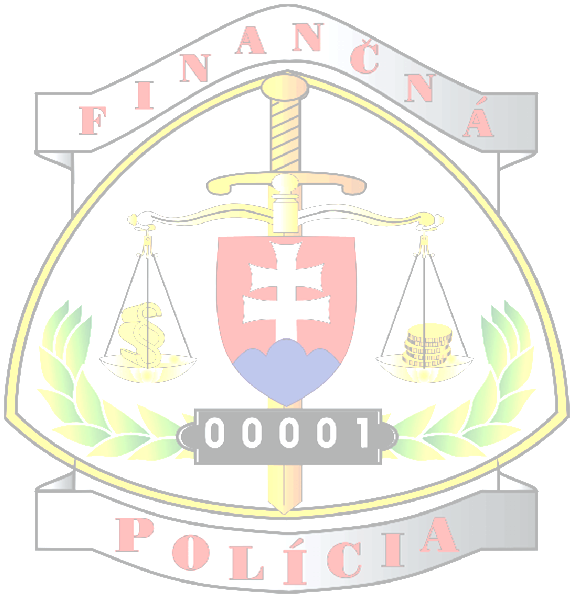 FINANČNÁ
00001
POLÍCIA